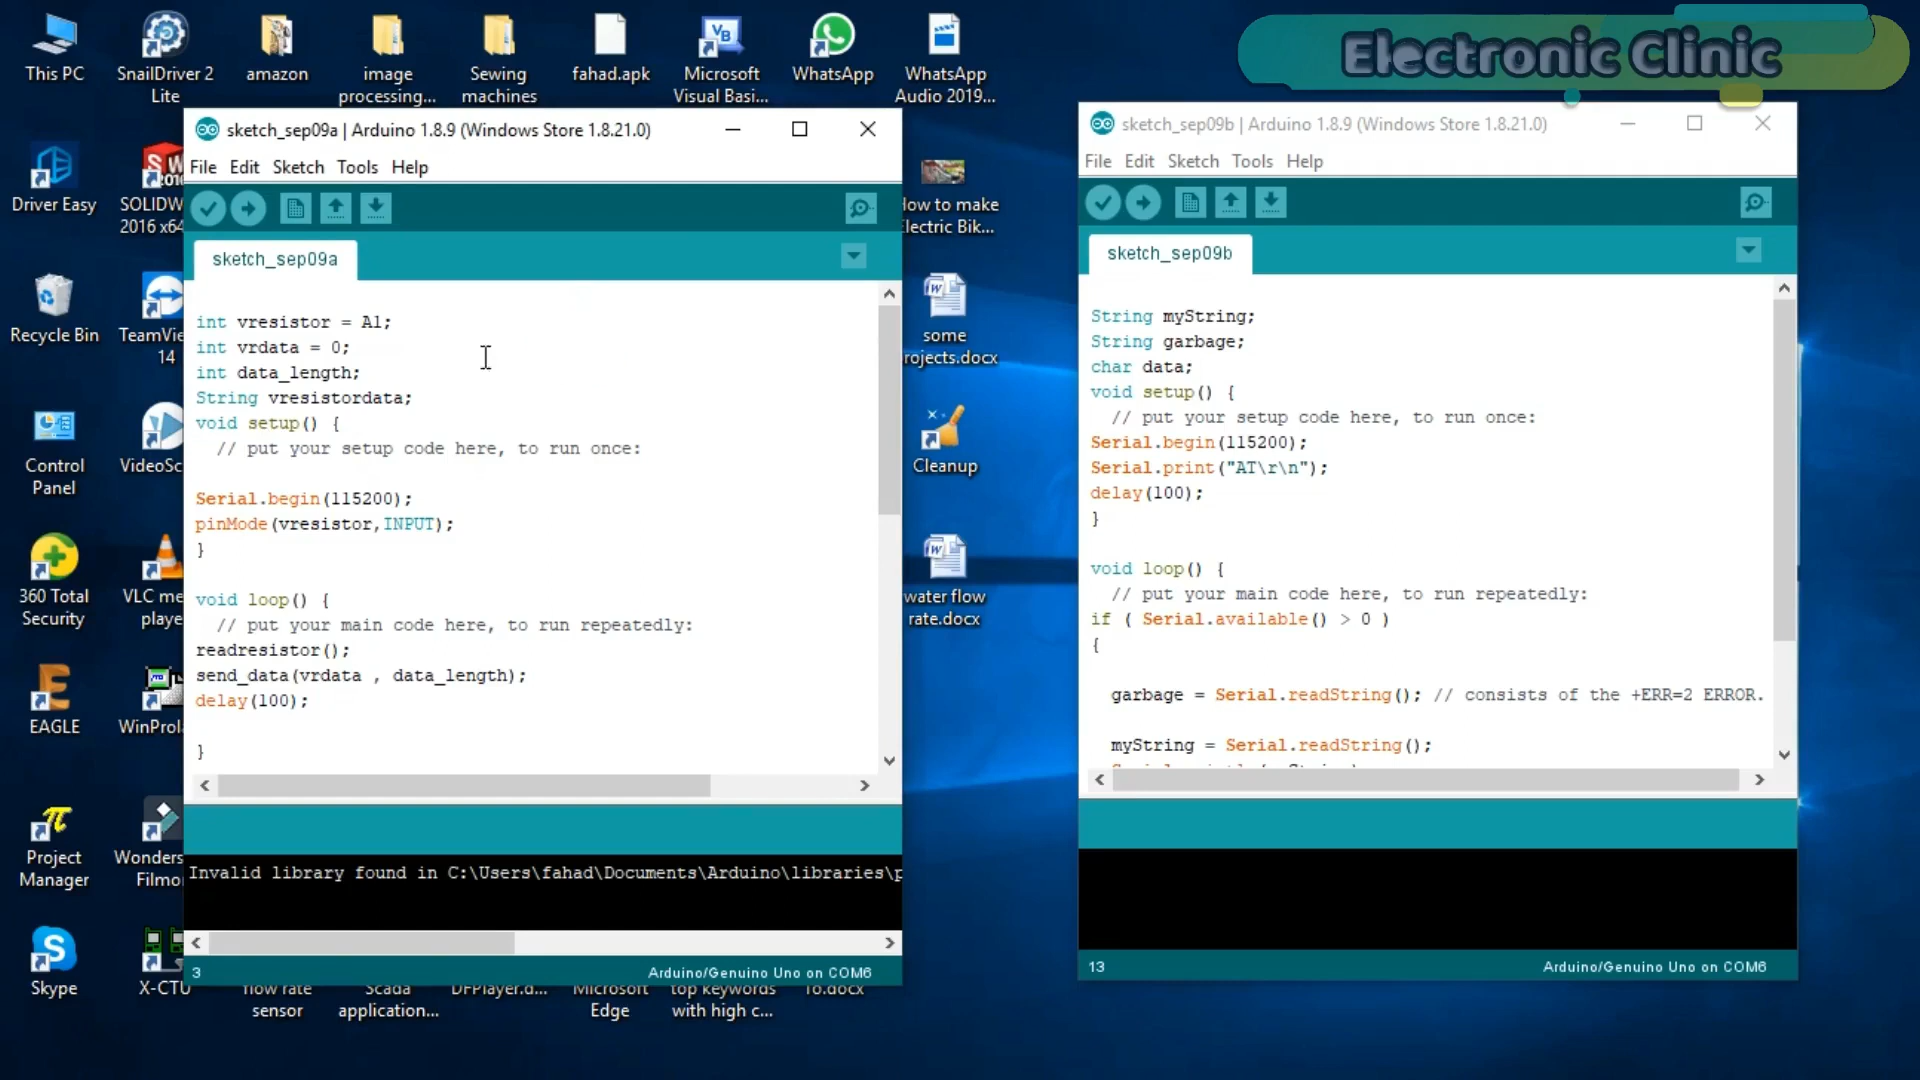 Electronic Clinic
This PC
SnailDriver 2
Lite
amazon
image
processing...
Sewing
machines
fahad.apk
Microsoft
Visual Basi...
WhatsApp
WhatsApp
Audio 2019...
Driver Easy
SOLIDW
2016 x64
Recycle Bin
TeamVie
14
Control
Panel
VideoSc
360 Total
Security
VLC me
playe
EAGLE
WinProl
Project
Manager
Wonders
Filmo
Skype
X-CTU
flow rate
sensor
Scada
application...
DFPlayer.d...
Microsoft
Edge
top keywords
with high c...
To.docx
How to make
Electric Bik...
some
projects.docx
Cleanup
water flow
rate.docx
sketch_sep09a | Arduino 1.8.9 (Windows Store 1.8.21.0)
File Edit Sketch Tools Help
sketch_sep09a
int vresistor = A1;
int vrdata = 0;
int data_length;
String vresistordata;
void setup() {
// put your setup code here, to run once:
Serial.begin(115200);
pinMode(vresistor,INPUT);
}
void loop() {
// put your main code here, to run repeatedly:
readresistor();
send_data(vrdata , data_length);
delay(100);
}
Invalid library found in C:\Users\fahad\Documents\Arduino\libraries\p
3
Arduino/Genuino Uno on COM6
sketch_sep09b | Arduino 1.8.9 (Windows Store 1.8.21.0)
File Edit Sketch Tools Help
sketch_sep09b
String myString;
String garbage;
char data;
void setup() {
// put your setup code here, to run once:
Serial.begin(115200);
Serial.print("AT\r\n");
delay(100);
}
void loop() {
// put your main code here, to run repeatedly:
if ( Serial.available() > 0 )
{
garbage = Serial.readString(); // consists of the +ERR=2 ERROR.
myString = Serial.readString();
13
Arduino/Genuino Uno on COM6